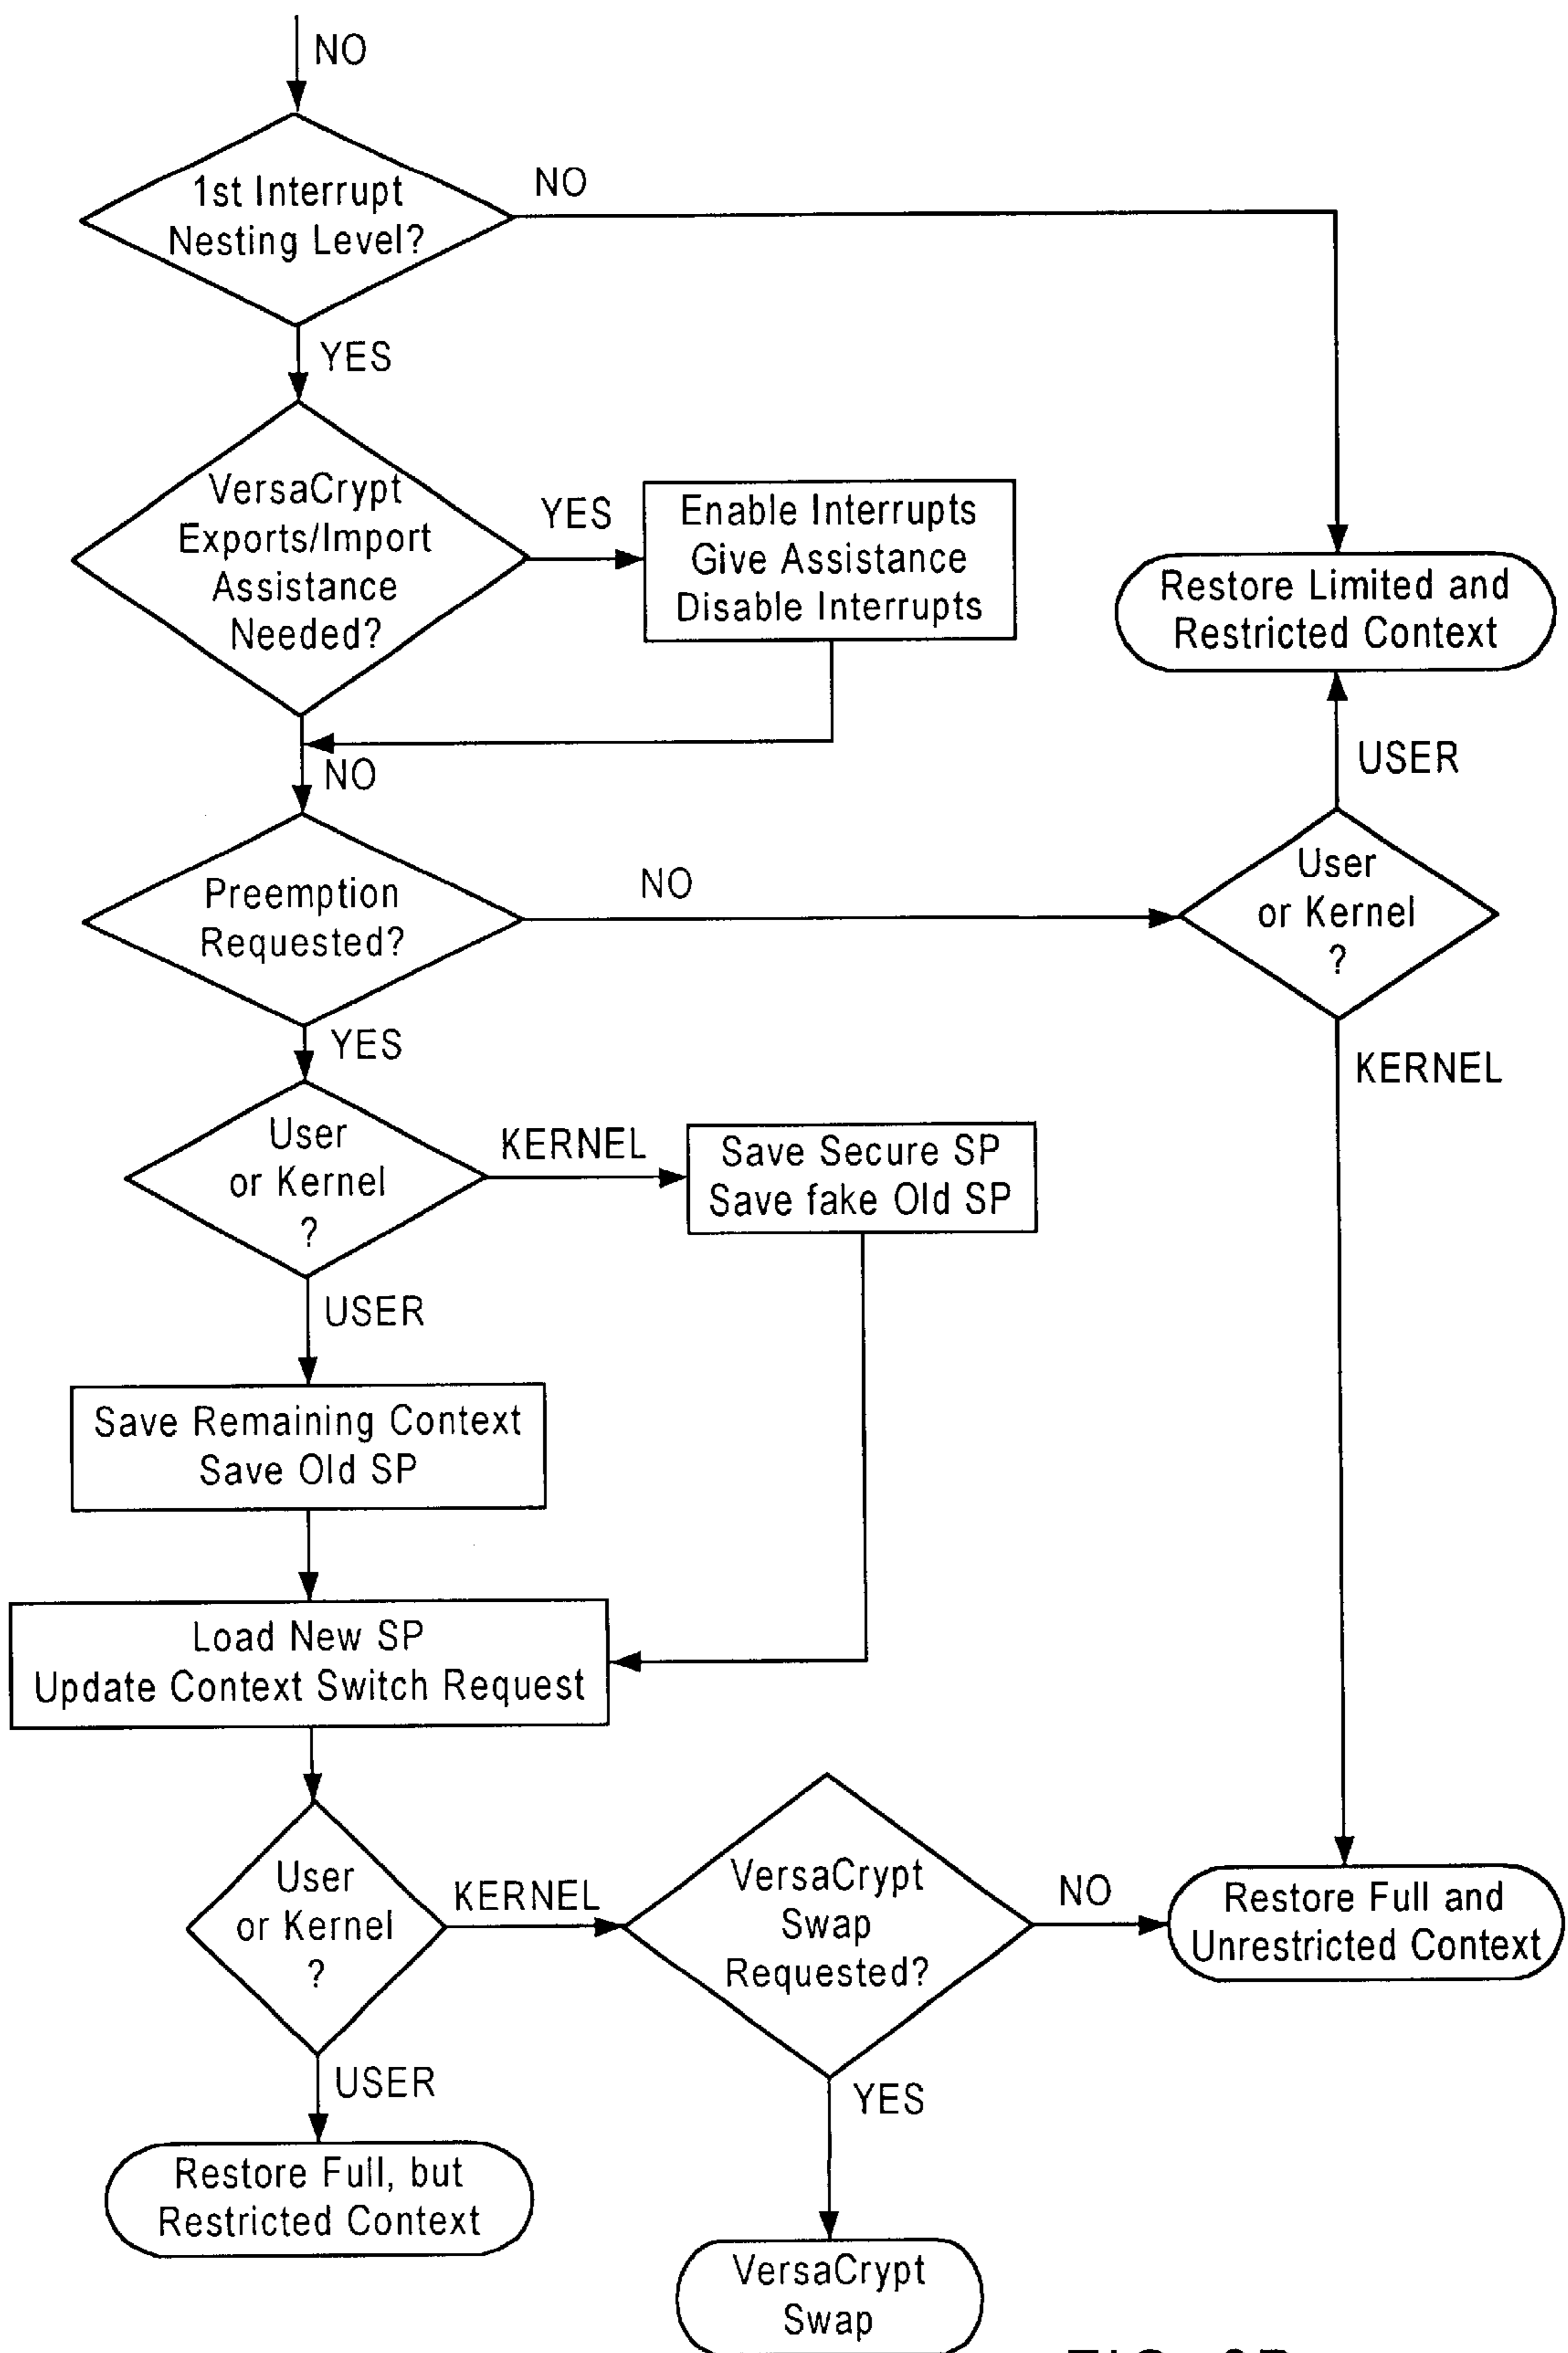 NO
1st Interrupt
Nesting Level?
NO
YES
VersaCrypt
Exports/Import
Assistance
Needed?
YES
Enable Interrupts
Give Assistance
Disable Interrupts
Restore Limited and
Restricted Context
NO
USER
Preemption
Requested?
NO
User
or Kernel
?
YES
KERNEL
User
or Kernel
?
KERNEL
Save Secure SP
Save fake Old SP
USER
Save Remaining Context
Save Old SP
Load New SP
Update Context Switch Request
User
or Kernel
?
KERNEL
VersaCrypt
Swap
Requested?
NO
Restore Full and
Unrestricted Context
USER
YES
Restore Full, but
Restricted Context
VersaCrypt
Swap